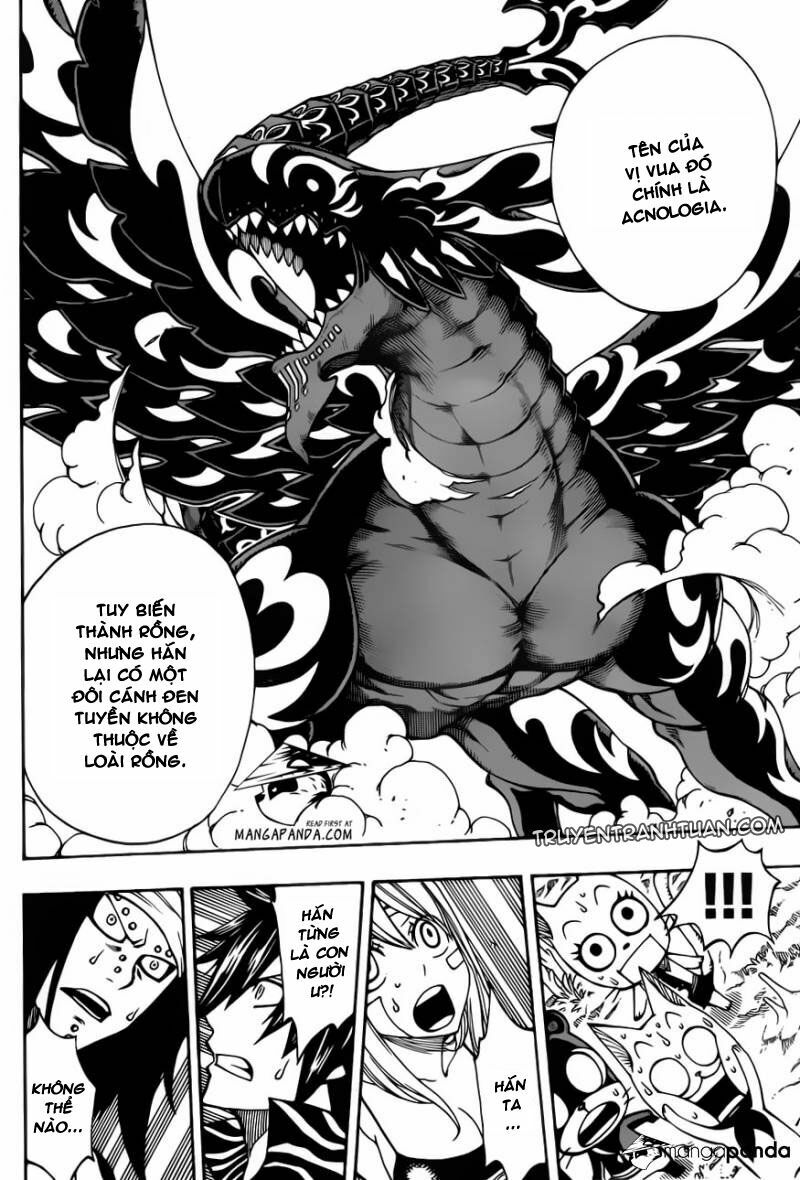 TÊN CỦA
VỊ VUA ĐÓ
CHÍNH LÀ
ACNOLOGIA.
TUY BIẾN
THÀNH RỒNG,
NHƯNG HẮN
LẠI CÓ MỘT
ĐÔI CÁNH ĐEN
TUYỀN KHÔNG
THUỘC VỀ
LOÀI RỒNG.
READ FIRST AT
MANGAPANDA.COM
TRUYENTRANHTUAN.COM
!!!
HẮN
TA
...
HẮN
TỪNG
LÀ CON
NGƯỜI
Ư?!
KHÔNG
THỂ
NÀO...
mangapanda